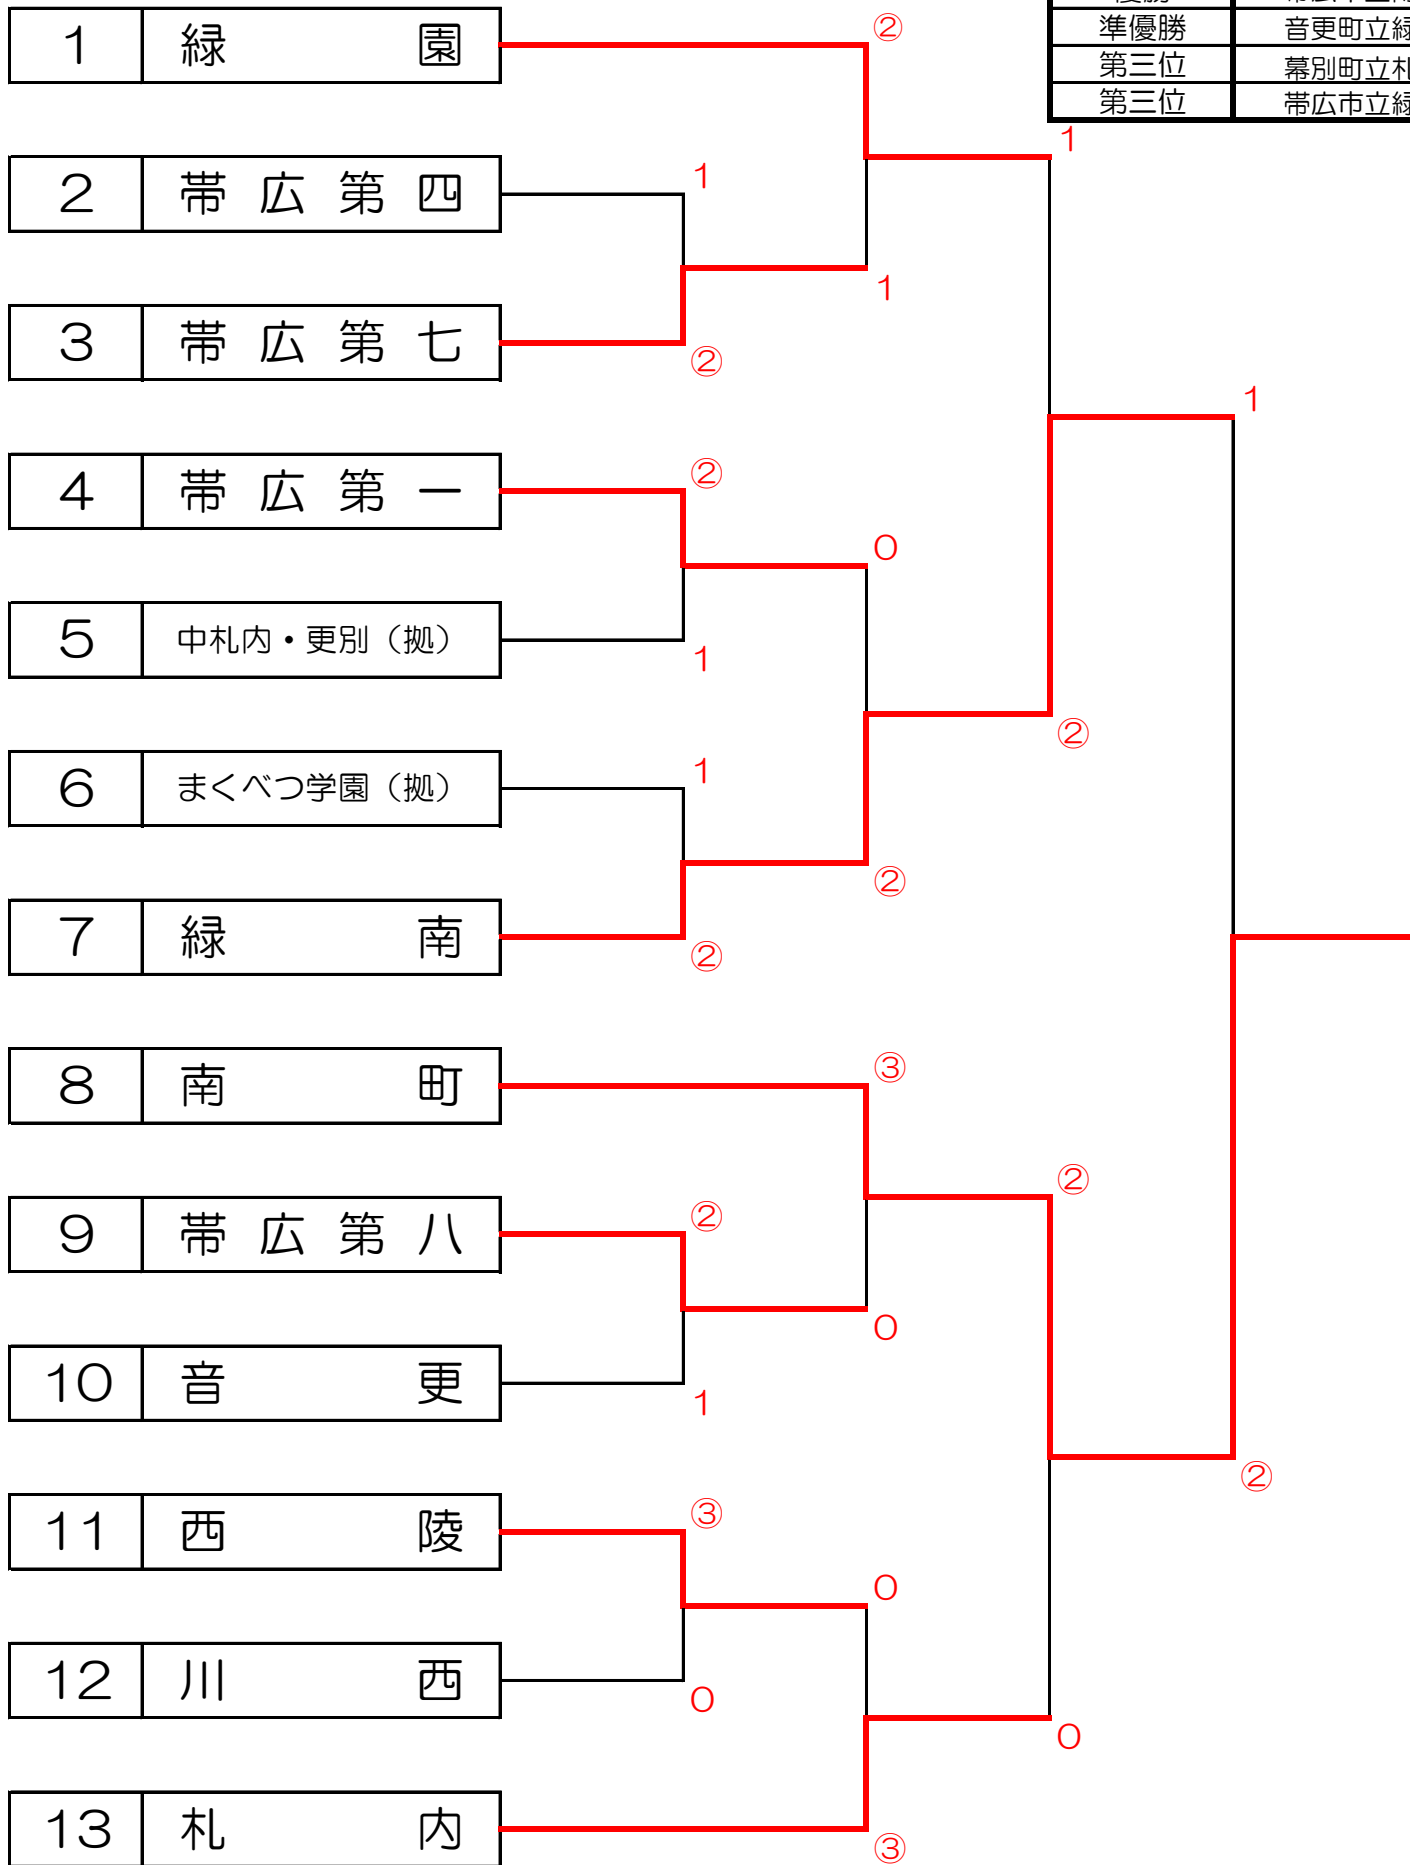 準優勝 音更町立緑
第三位 幕別町立札
第三位 帯広市立緑
1 緑園 ②
1
2 帯広第四 1
1
3 帯広第七 ②
1
4 帯広第一 ②
0
5 中札内・更別（拠） 1
6 まくべつ学園（拠） 1
②
②
7 緑南 ②
8 南町 ③
②
9 帯広第八 ②
0
10 音更 1
②
11 西陵 ③
0
12 川西 0
0
13 札内 ③